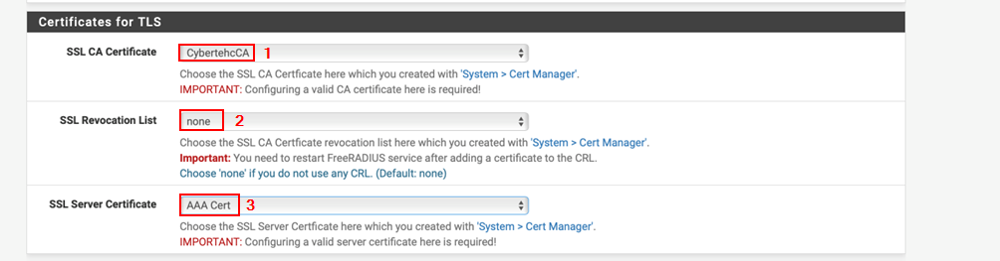 Certificates for TLS
SSL CA Certificate
CybertehcCA 1
Choose the SSL CA Certficate here which you created with 'System > Cert Manager'.
IMPORTANT: Configuring a valid CA certificate here is required!
SSL Revocation List
none 2
Choose the SSL CA Certficate revocation list here which you created with 'System > Cert Manager'.
Important: You need to restart FreeRADIUS service after adding a certificate to the CRL.
Choose 'none' if you do not use any CRL. (Default: none)
SSL Server Certificate
AAA Cert 3
Choose the SSL Server Certficate here which you created with 'System > Cert Manager'.
IMPORTANT: Configuring a valid server certificate here is required!